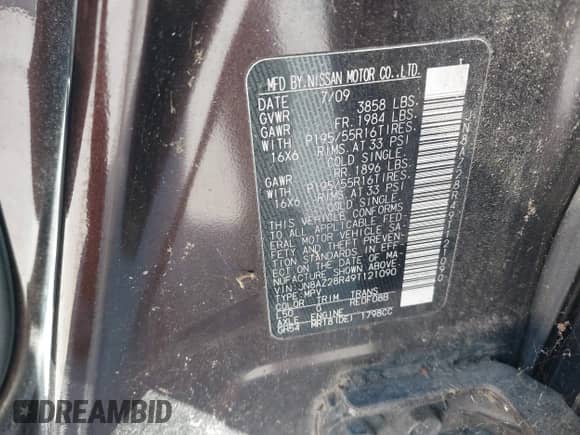 MFD BY NISSAN MOTOR CO.,LTD.
DATE 7/09
GVWR 3858 LBS.
GAWR FR. 1984 LBS.
WITH P195/55R16TIRES.
16X6 RIMS. AT 33 PSI
COLD SINGLE.
GAWR RR. 1896 LBS.
WITH P195/55R16TIRES.
16X6 RIMS. AT 33 PSI
COLD SINGLE.
THIS VEHICLE CONFORMS
TO ALL APPLICABLE FED-
ERAL MOTOR VEHICLE SA-
FETY AND THEFT PREVEN-
TION STANDARDS IN EFF-
ECT ON THE DATE OF MA-
NUFACTURE SHOWN ABOVE.
VIN:JN8AZ28R49T121090
TYPE:MPV
COLOR TRIM TRANS
L50 G RE0F08B
AXLE ENGINE
GR54 MR18(DE) 1798CC
JN8AZ28R49T121090
DREAMBID